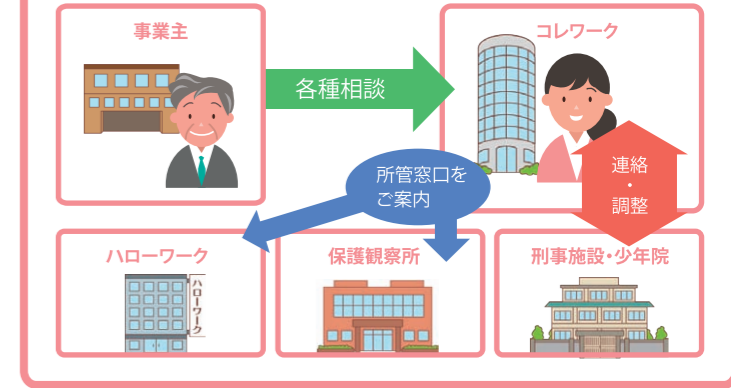 事業主
コレワーク
各種相談
所管窓口を
ご案内
連絡
・
調整
ハローワーク
保護観察所
刑事施設・少年院
ハローワーク